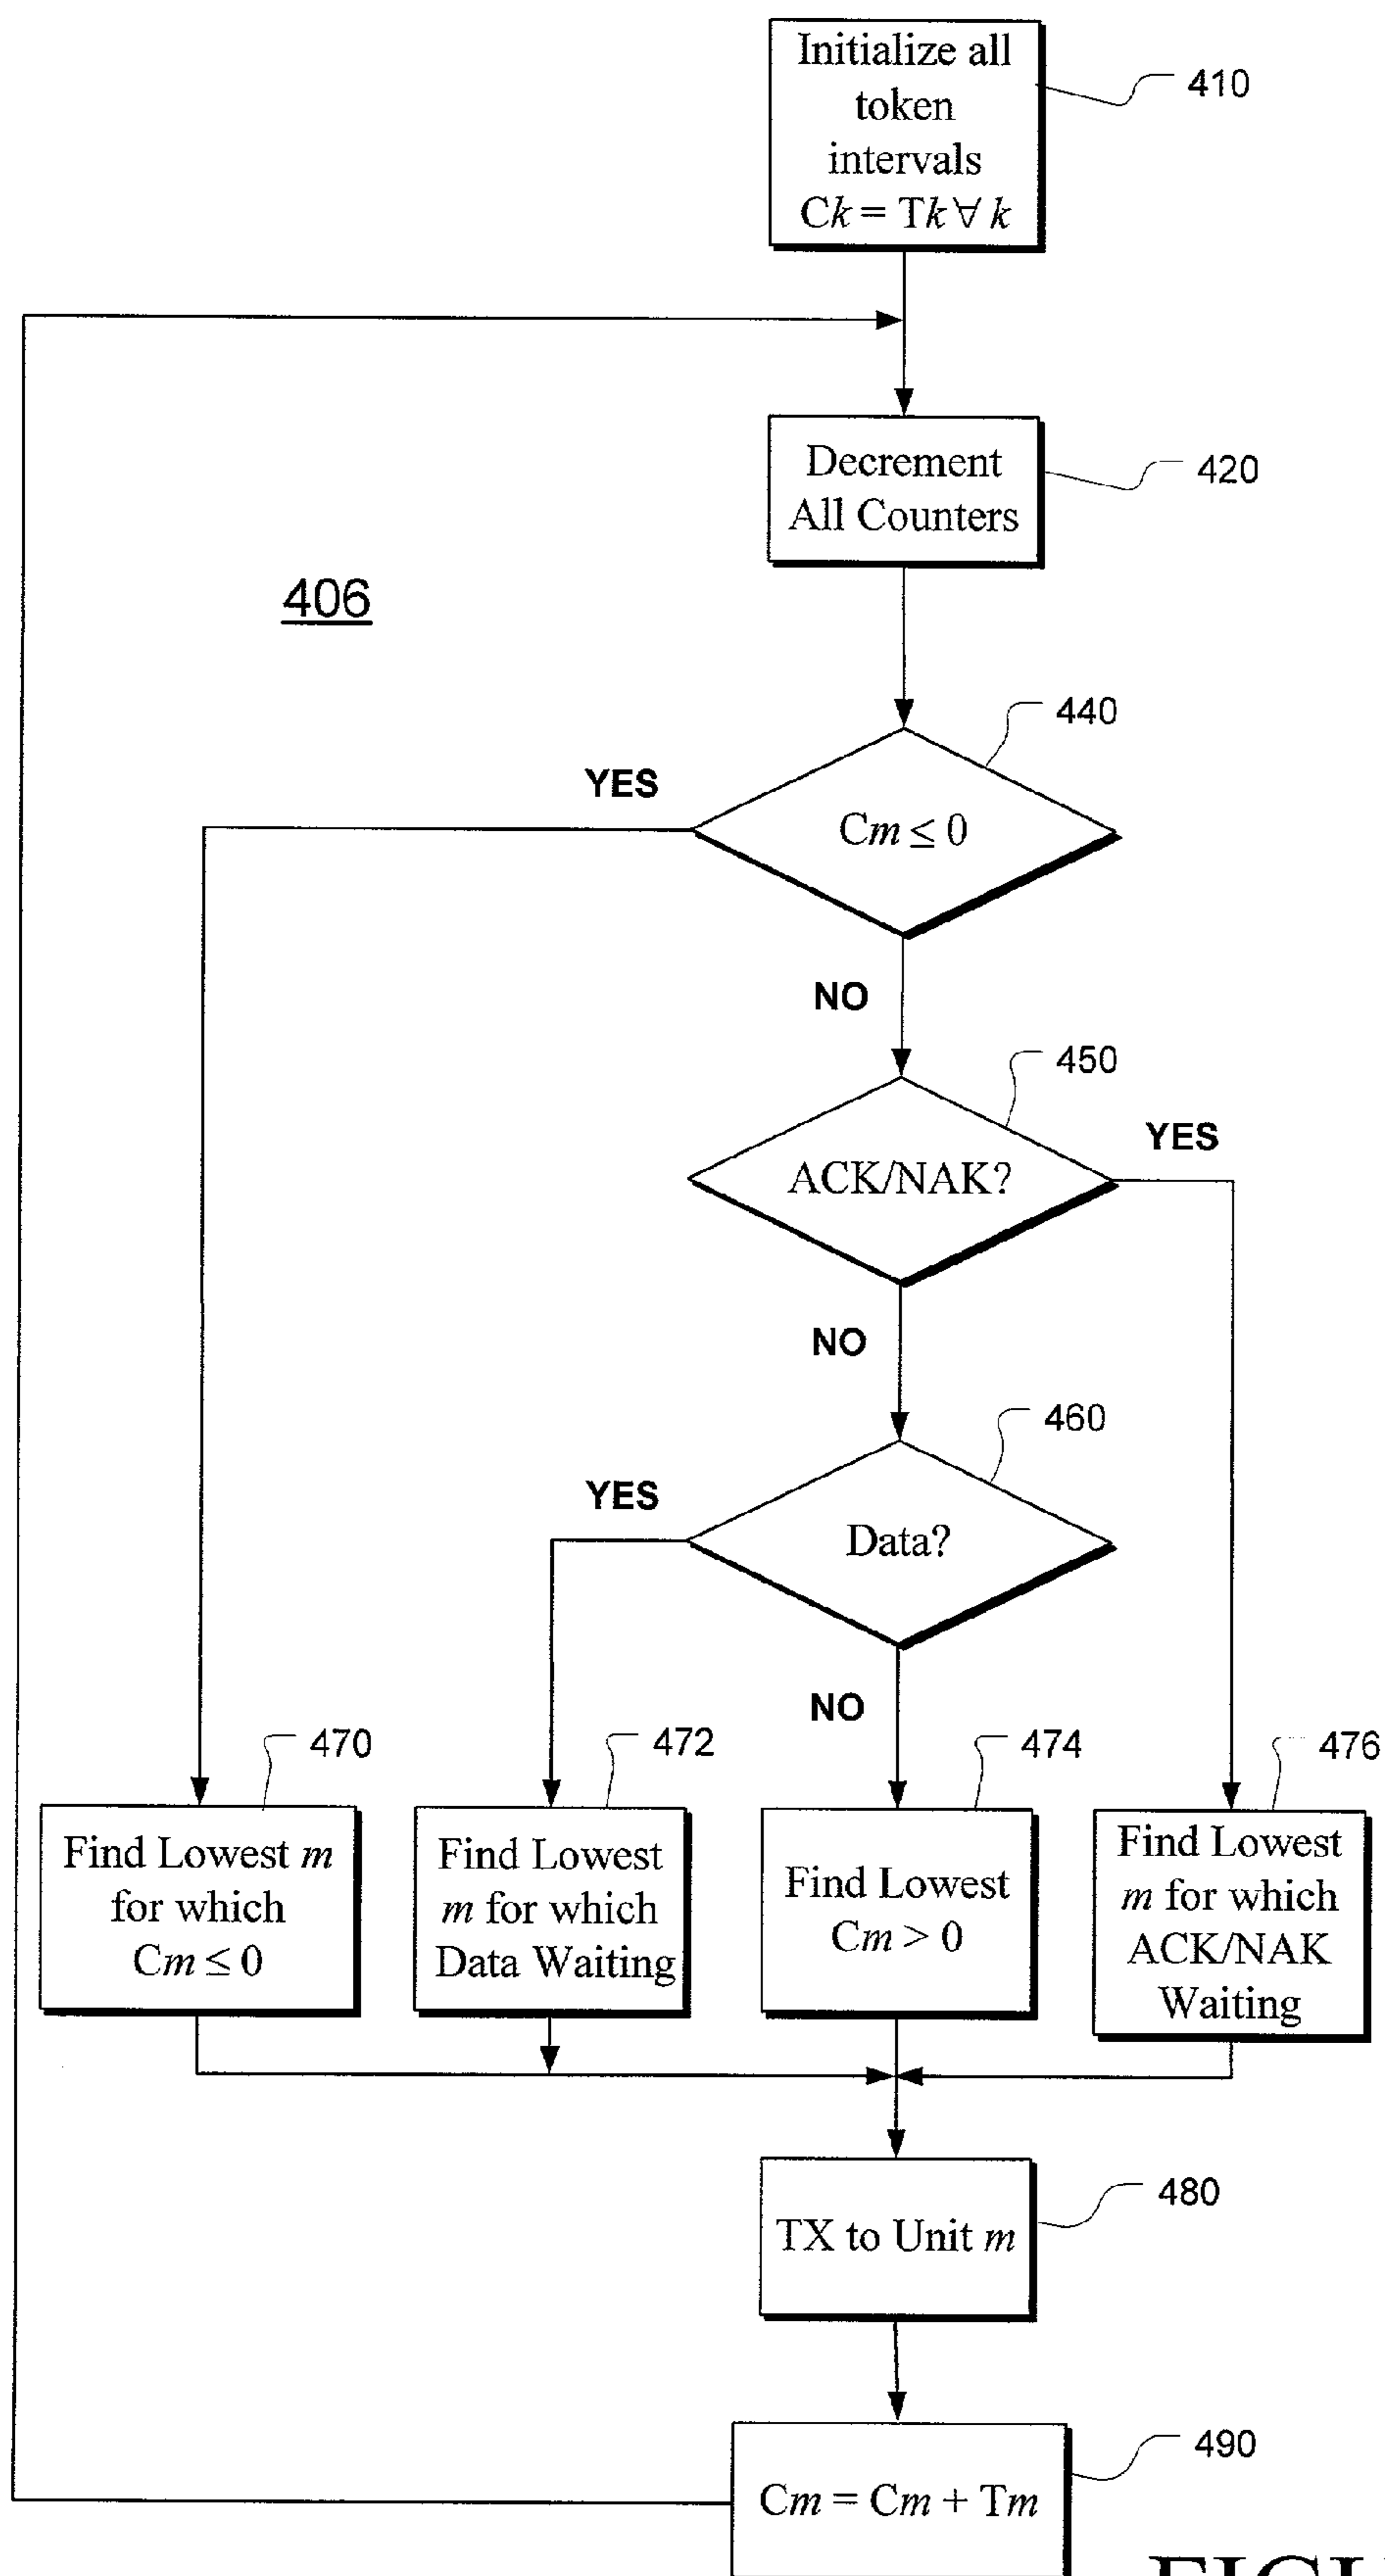 Initialize all
token
intervals
Ck = Tk ∀ k
410
Decrement
All Counters
420
406
440
YES
Cm ≤ 0
NO
450
YES
ACK/NAK?
NO
460
YES
Data?
NO
470
472
474
476
Find Lowest m
for which
Cm ≤ 0
Find Lowest
m for which
Data Waiting
Find Lowest
Cm > 0
Find Lowest
m for which
ACK/NAK
Waiting
480
TX to Unit m
490
Cm = Cm + Tm